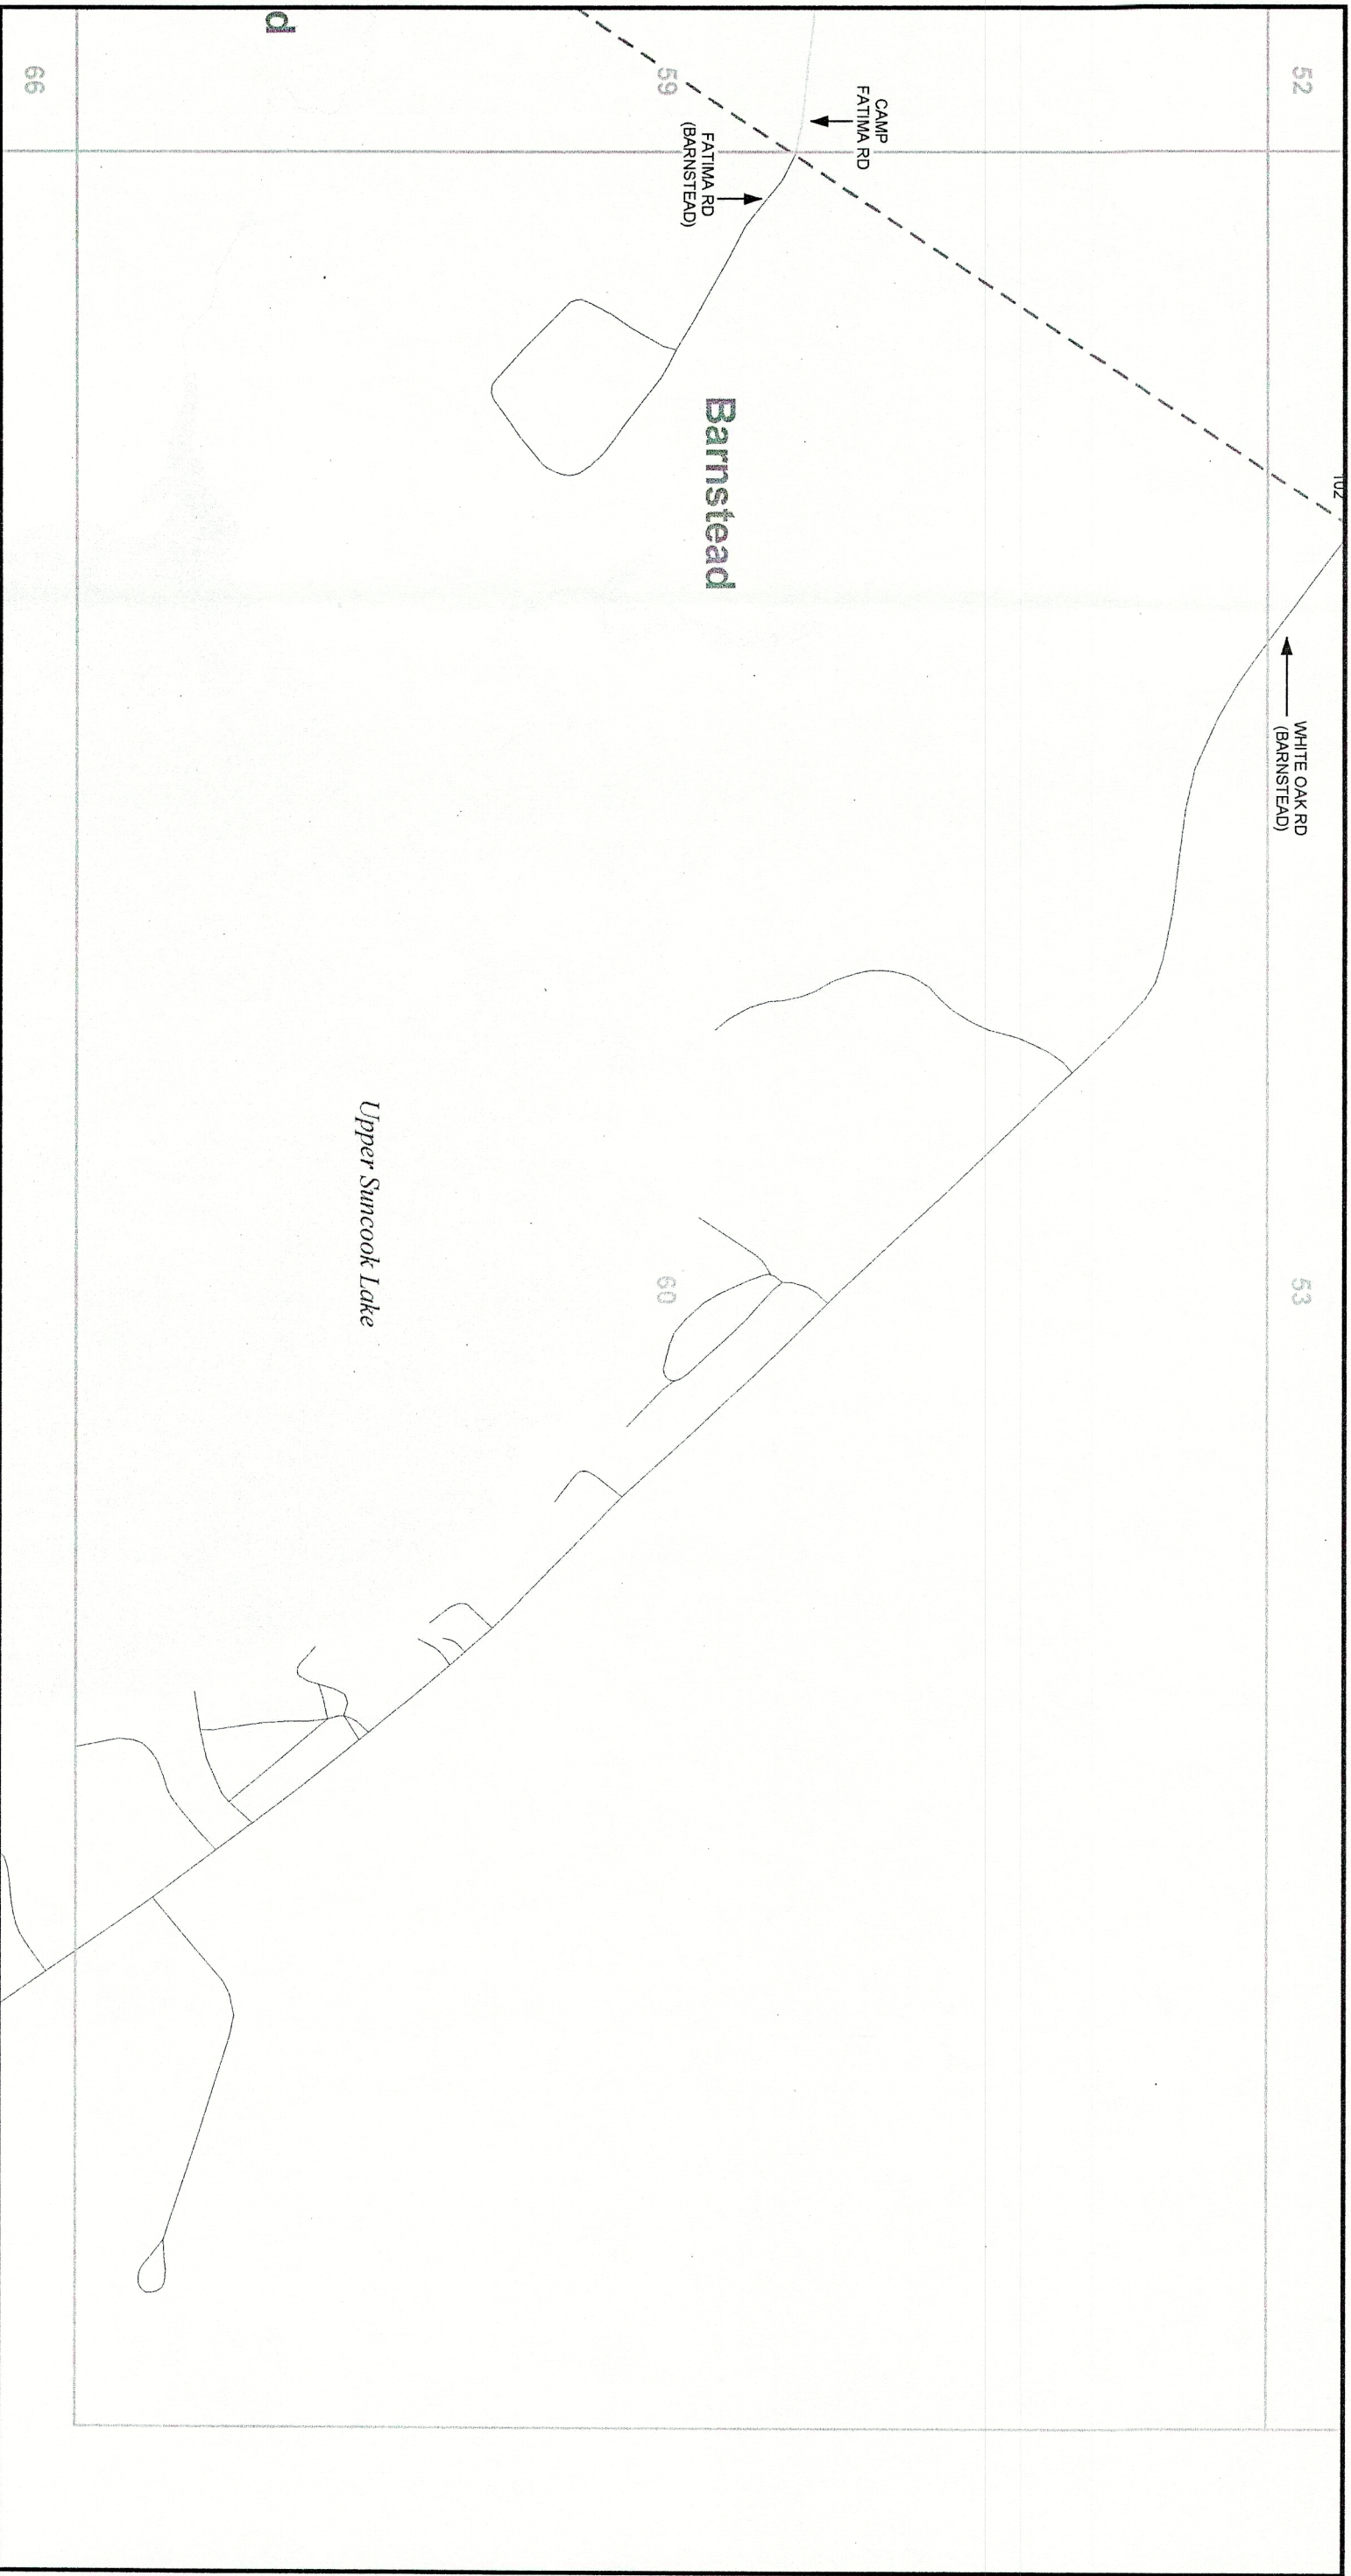 102
52
53
WHITE OAK RD
(BARNSTEAD)
CAMP
FATIMA RD
FATIMA RD
(BARNSTEAD)
Barnstead
59
60
Upper Suncook Lake
d
66